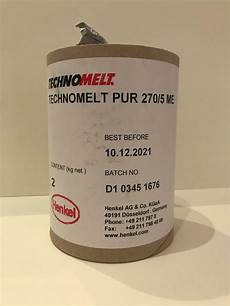 TECHNOMELT.
TECHNOMELT PUR 270/5 ME
BEST BEFORE
10.12.2021
(kg net.)
2
BATCH NO.
D1 0345 1676
Henkel
Henkel AG & Co. KGaA
40191 Düsseldorf, Germany
www.henkel.com